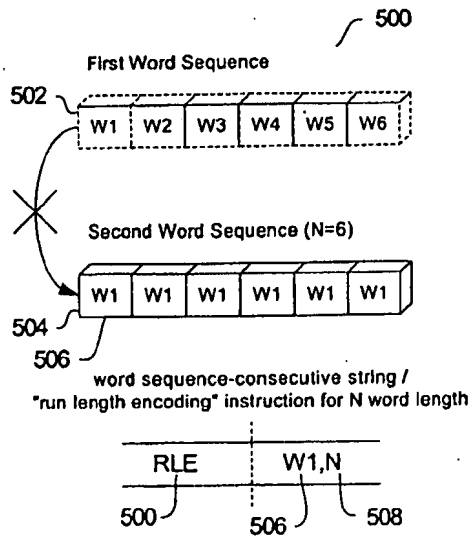 500
First Word Sequence
502
W1 W2 W3 W4 W5 W6
Second Word Sequence (N=6)
W1 W1 W1 W1 W1 W1
504
506
word sequence-consecutive string /
"run length encoding" instruction for N word length
RLE W1,N
500 506 508